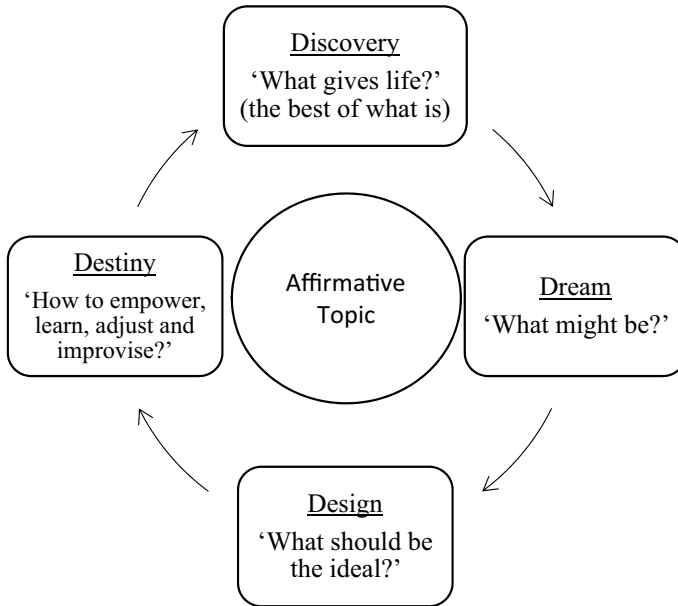 Discovery
‘What gives life?’
(the best of what is)
Destiny
‘How to empower,
learn, adjust and
improvise?’
Affirmative
Topic
Dream
‘What might be?’
Design
‘What should be
the ideal?’